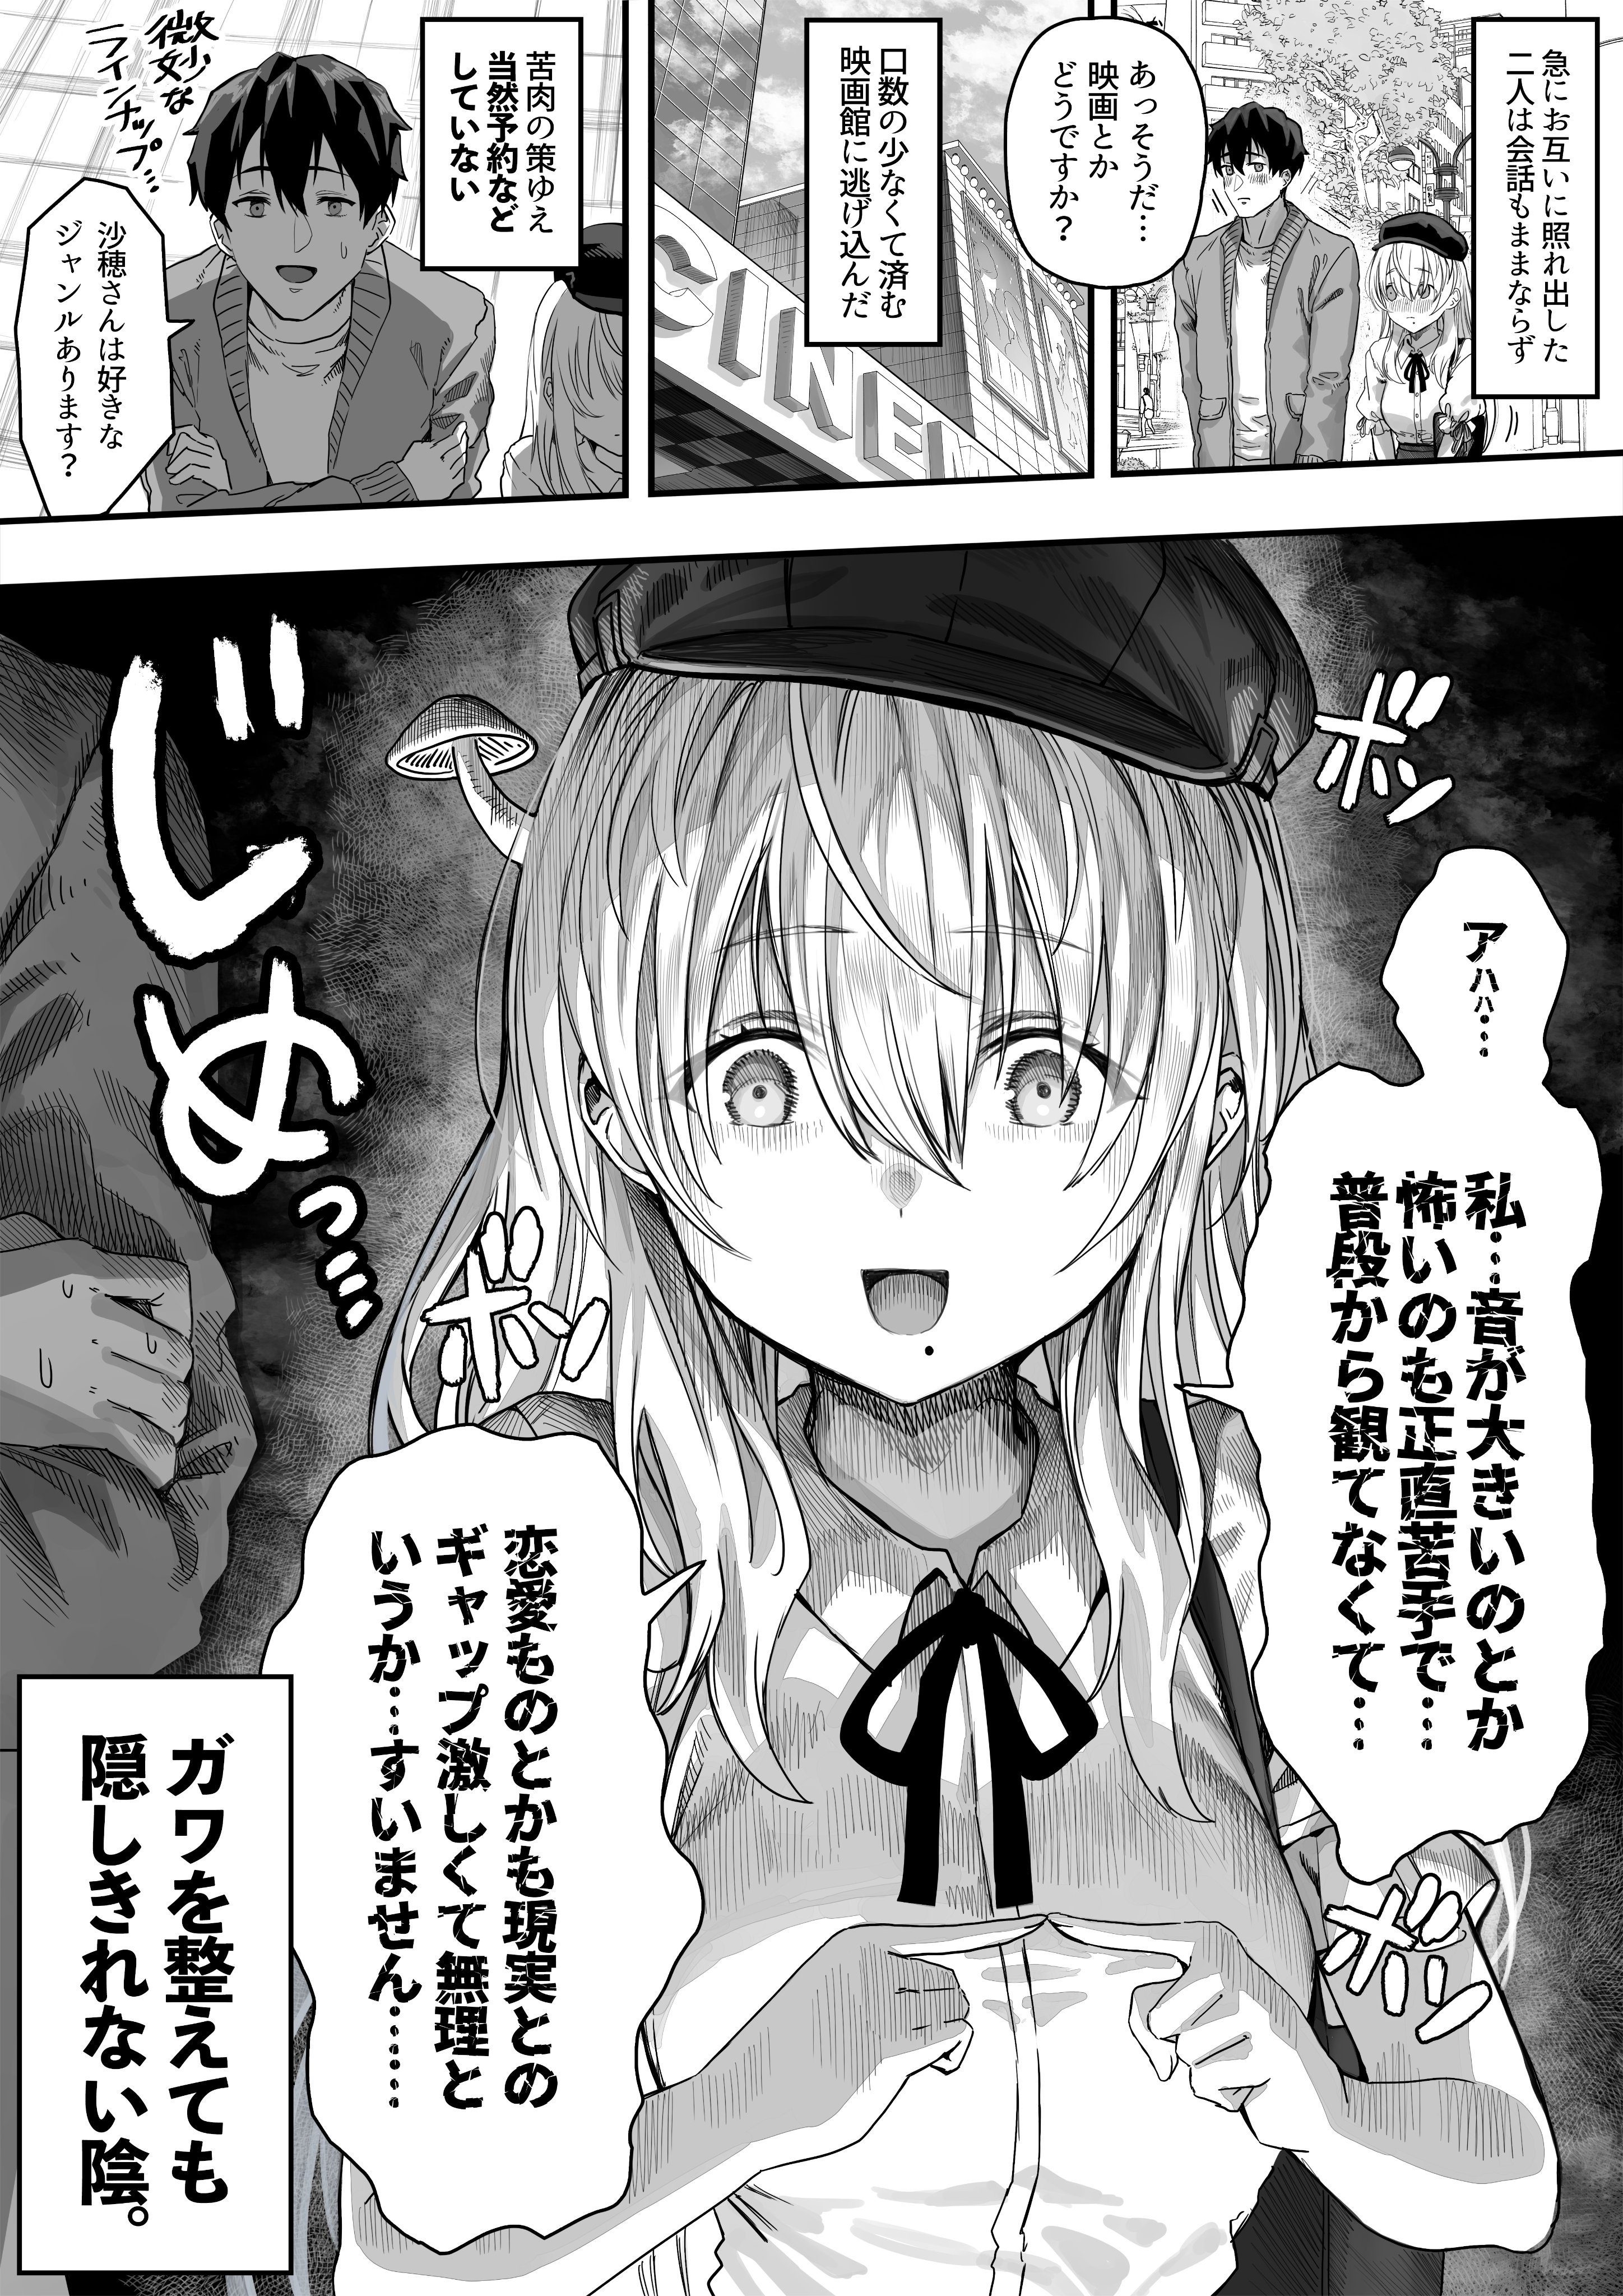 急にお互いに照れ出した
二人は会話もままならず
あっそうだ…
映画とか
どうですか？
口数の少なくて済む
映画館に逃げ込んだ
CINEM
苦肉の策ゆえ
当然予約など
していない
微妙な
ラインナップ…
沙穂さんは好きな
ジャンルあります？
じめっ…
ボッ
アハハ…
私…音が大きいのとか
怖いのも正直苦手で…
普段から観てなくて…
ボソッ
恋愛ものとかも現実との
ギャップ激しくて無理と
いうか…すいません……
ボソッ
ガワを整えても
隠しきれない陰。